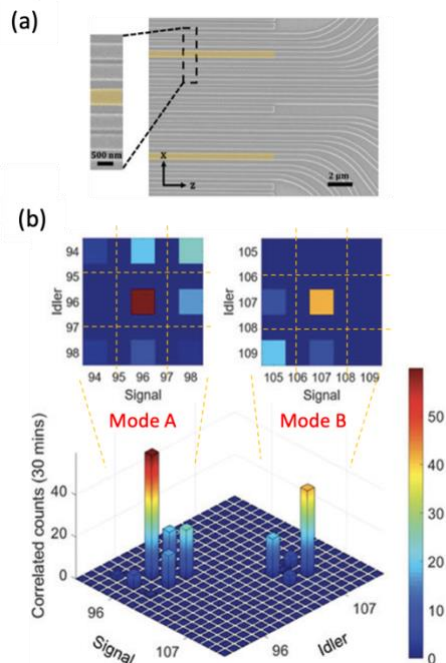 (a)
500 nm
X
Z
2 μm
(b)
94
95
96
97
98
Idler
94 95 96 97 98
Signal
Mode A
105
106
107
108
109
Idler
105 106 107 108 109
Signal
Mode B
Correlated counts (30 mins)
40
20
0
96
107
Signal
107
96
Idler
50
40
30
20
10
0